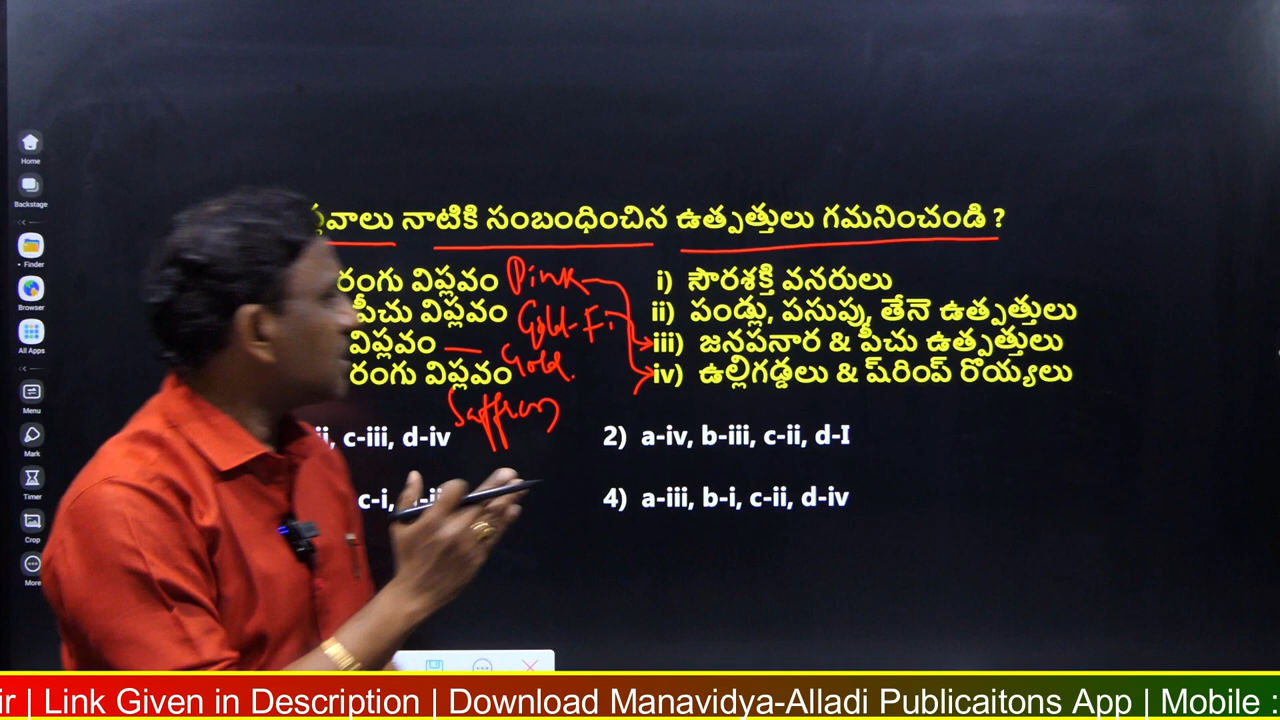 నాటికి సంబంధించిన ఉత్పత్తులు గమనించండి ?
రంగు విప్లవం Pink
i) సౌరశక్తి వనరులు
పీచు విప్లవం Gold-Fi
ii) పండ్లు, పసుపు, తేనె ఉత్పత్తులు
విప్లవం Gold.
iii) జనపనార & పీచు ఉత్పత్తులు
రంగు విప్లవం Saffron
iv) ఉల్లిగడ్డలు & ష్రింప్ రొయ్యలు
c-iii, d-iv
2) a-iv, b-iii, c-ii, d-I
c-i,
4) a-iii, b-i, c-ii, d-iv
Home
Backstage
Finder
Browser
All Apps
Menu
Mark
Timer
Crop
More
| Link Given in Description | Download Manavidya-Alladi Publicaitons App | Mobile :